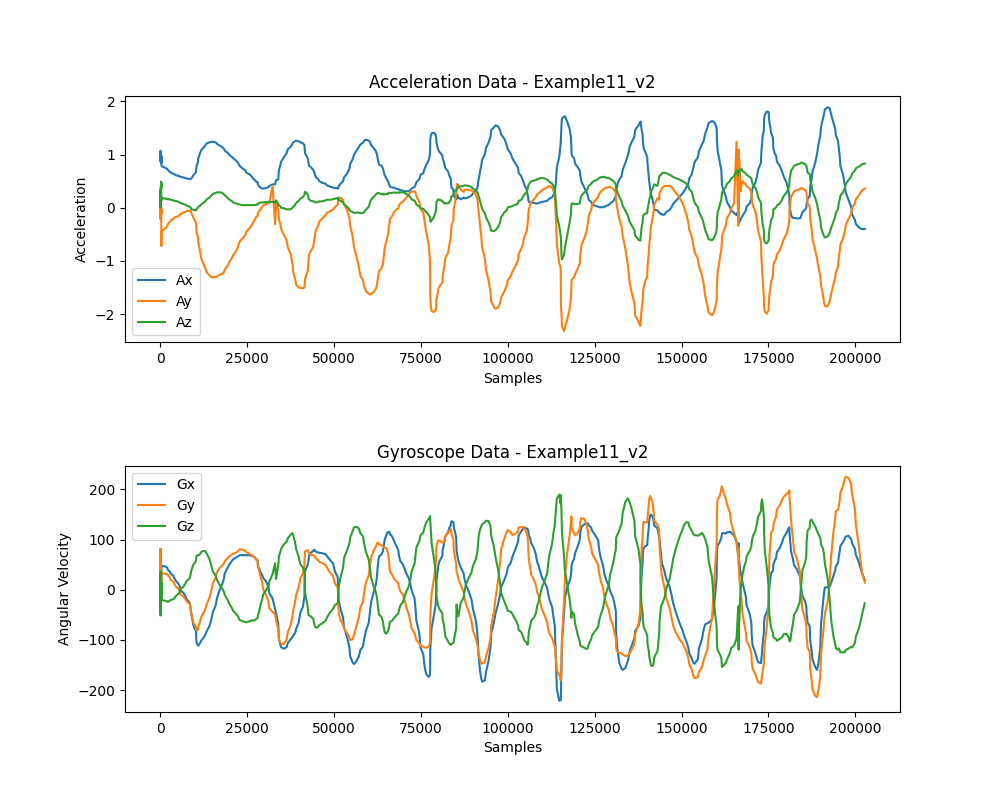 Acceleration Data - Example11_v2
Acceleration
2
1
0
−1
−2
Ax
Ay
Az
0 25000 50000 75000 100000 125000 150000 175000 200000
Samples
Gyroscope Data - Example11_v2
Angular Velocity
200
100
0
−100
−200
Gx
Gy
Gz
0 25000 50000 75000 100000 125000 150000 175000 200000
Samples